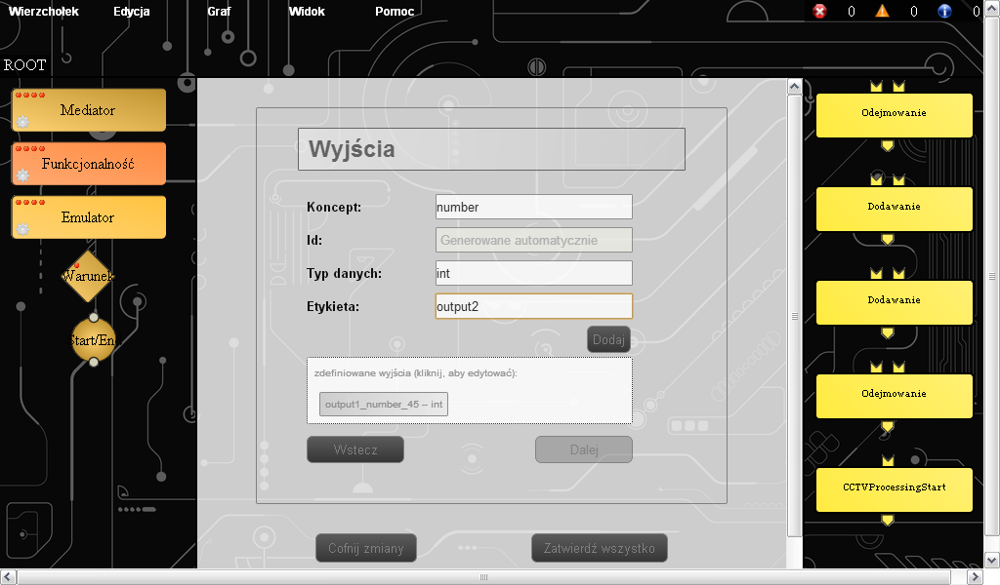 Wierzchołek Edycja Graf Widok Pomoc 0 0 0
ROOT
Mediator
Funkcjonalność
Emulator
Warunek
Start/En
Wyjścia
Koncept: number
Id: Generowane automatycznie
Typ danych: int
Etykieta: output2
Dodaj
zdefiniowane wyjścia (kliknij, aby edytować):
output1_number_45 -- int
Wstecz Dalej
Cofnij zmiany Zatwierdź wszystko
Odejmowanie
Dodawanie
Dodawanie
Odejmowanie
CCTVProcessingStart